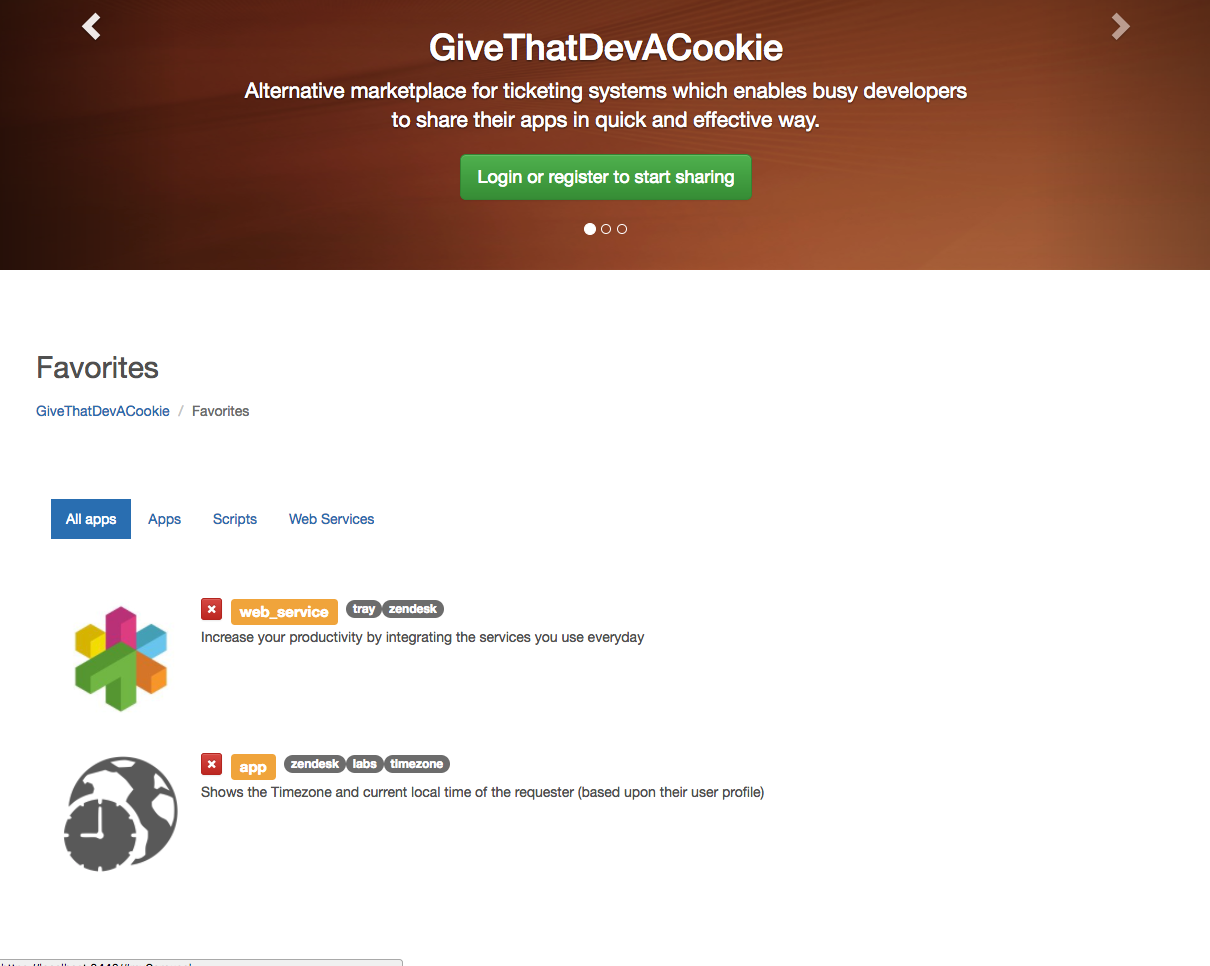 GiveThatDevACookie
Alternative marketplace for ticketing systems which enables busy developers
to share their apps in quick and effective way.
Login or register to start sharing
Favorites
GiveThatDevACookie / Favorites
All apps Apps Scripts Web Services
web_service tray zendesk
Increase your productivity by integrating the services you use everyday
app zendesk labs timezone
Shows the Timezone and current local time of the requester (based upon their user profile)